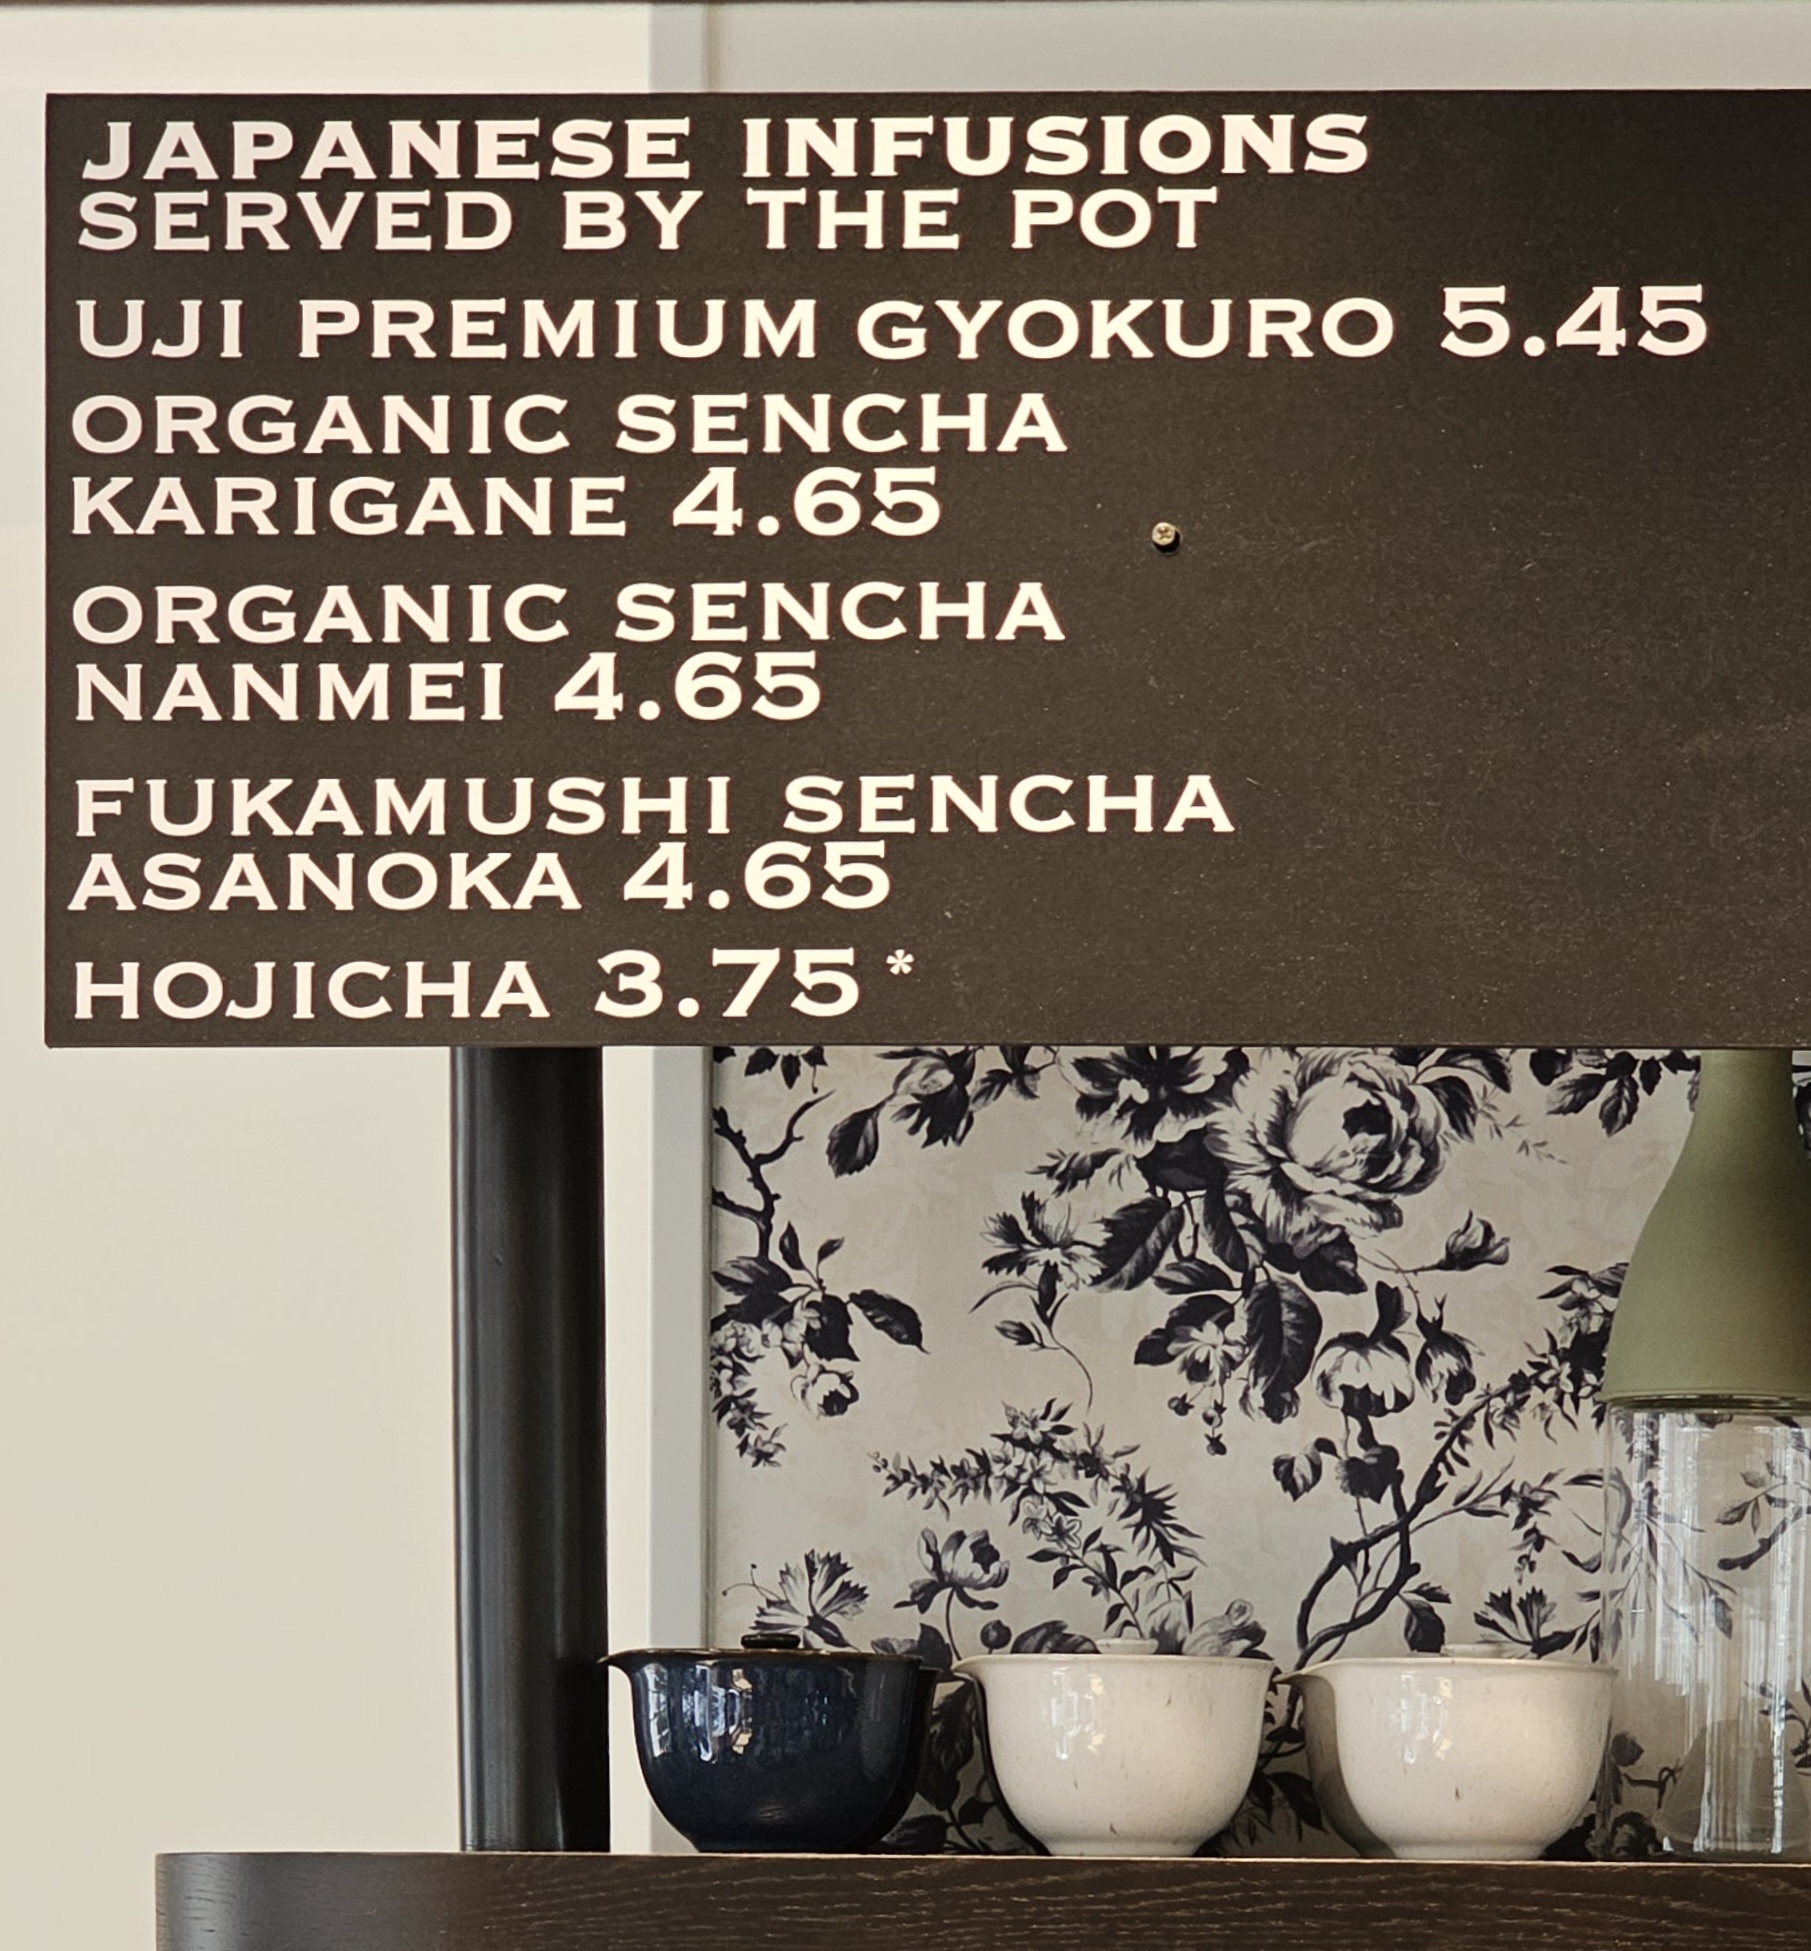 JAPANESE INFUSIONS
SERVED BY THE POT
UJI PREMIUM GYOKURO 5.45
ORGANIC SENCHA
KARIGANE 4.65
ORGANIC SENCHA
NANMEI 4.65
FUKAMUSHI SENCHA
ASANOKA 4.65
HOJICHA 3.75*